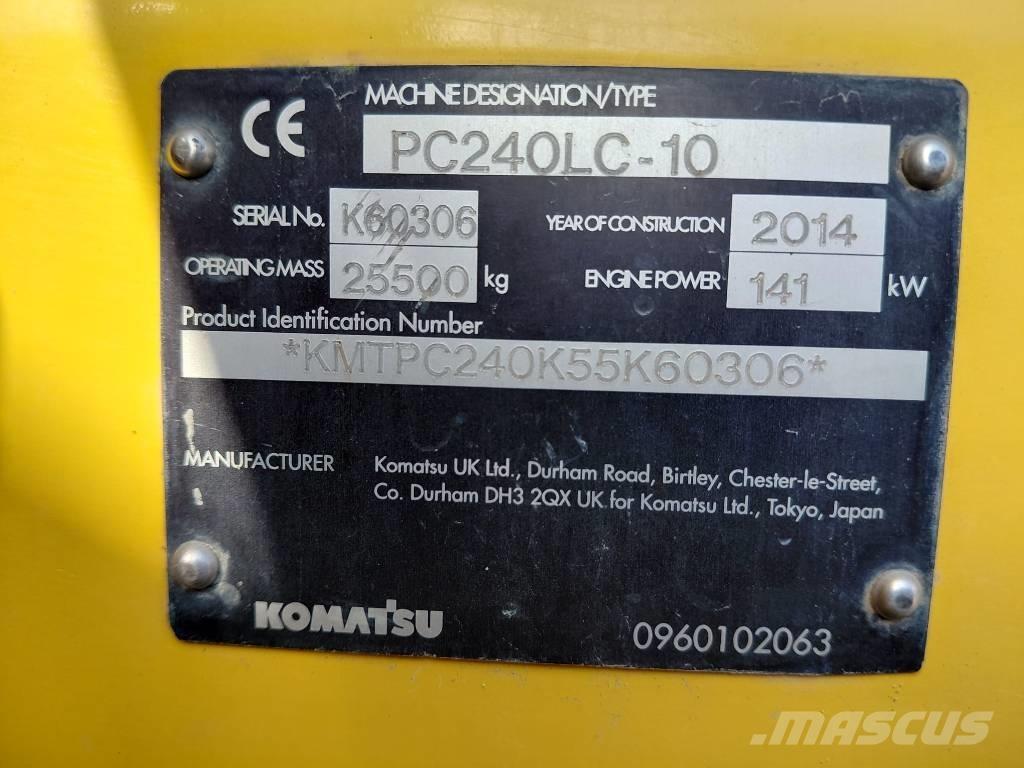 CE MACHINE DESIGNATION/TYPE
PC240LC-10
SERIAL No. K60306 YEAR OF CONSTRUCTION 2014
OPERATING MASS 25500 kg ENGINE POWER 141 kW
Product Identification Number
*KMTPC240K55K60306*
MANUFACTURER Komatsu UK Ltd., Durham Road, Birtley, Chester-le-Street,
Co. Durham DH3 2QX UK for Komatsu Ltd., Tokyo, Japan
KOMATSU 0960102063
.MASCUS